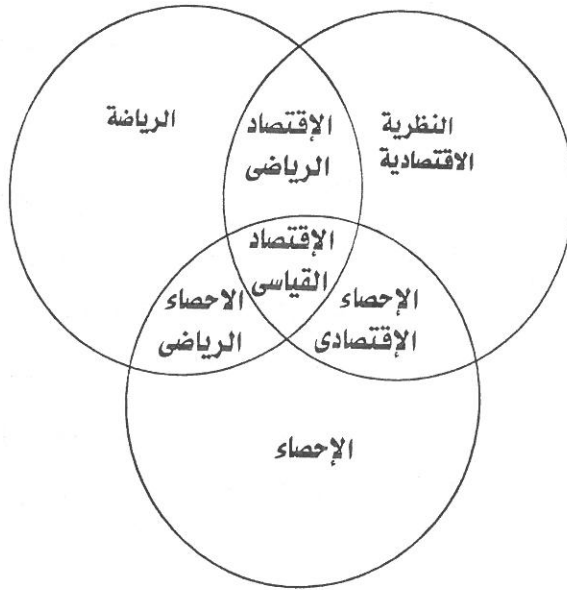 النظرية
الاقتصادية
الإقتصاد
الرياضى
الرياضة
الإقتصاد
القياسى
الإحصاء
الإقتصادى
الاحصاء
الرياضى
الإحصاء